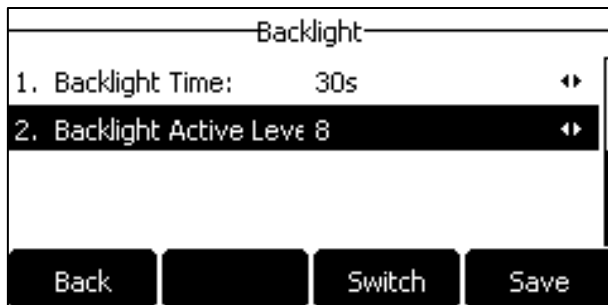 Backlight
1. Backlight Time: 30s
2. Backlight Active Leve 8
Back Switch Save